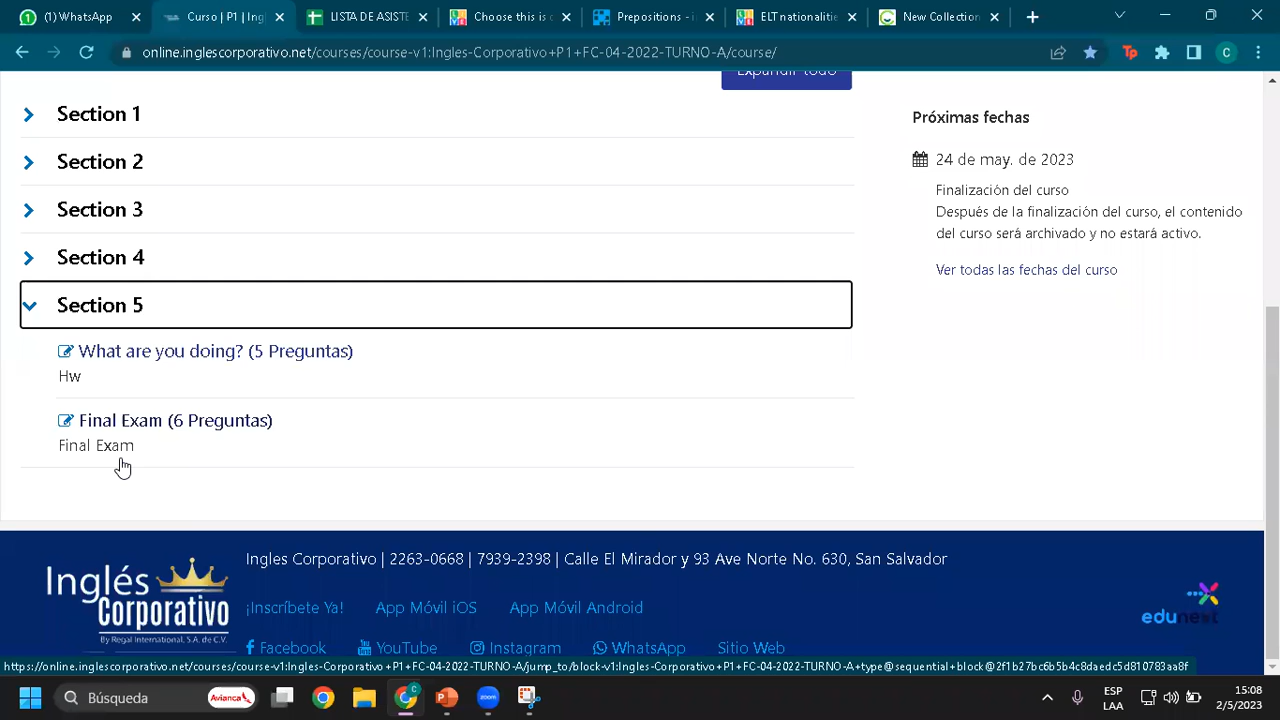 (1) WhatsApp
Curso | P1 | Ing
LISTA DE ASISTE
Choose this is o
Prepositions - i
ELT nationalitie
New Collection
online.inglescorporativo.net/courses/course-v1:Ingles-Corporativo+P1+FC-04-2022-TURNO-A/course/
Expandir todo
Section 1
Section 2
Section 3
Section 4
Section 5
What are you doing? (5 Preguntas)
Hw
Final Exam (6 Preguntas)
Final Exam
Próximas fechas
24 de may. de 2023
Finalización del curso
Después de la finalización del curso, el contenido
del curso será archivado y no estará activo.
Ver todas las fechas del curso
Inglés
Corporativo
By Regal International, S.A. de C.V.
Ingles Corporativo | 2263-0668 | 7939-2398 | Calle El Mirador y 93 Ave Norte No. 630, San Salvador
¡Inscríbete Ya! App Móvil iOS App Móvil Android
Facebook YouTube Instagram WhatsApp Sitio Web
edunext
https://online.inglescorporativo.net/courses/course-v1:Ingles-Corporativo+P1+FC-04-2022-TURNO-A/jump_to/block-v1:Ingles-Corporativo+P1+FC-04-2022-TURNO-A+type@sequential+block@2f1b27bc6b5b4c8daedc5d810783aa8f
Búsqueda
Avianca
ESP
LAA
15:08
2/5/2023